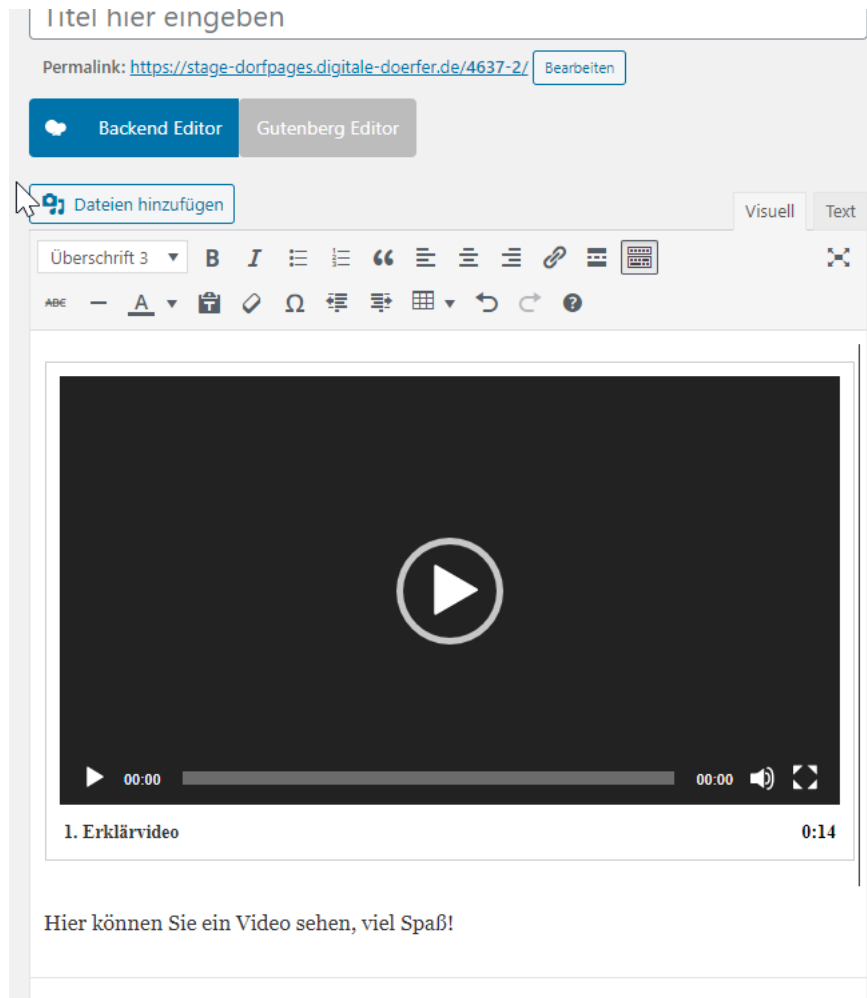 Titel hier eingeben
Permalink: https://stage-dorfpages.digitale-doerfer.de/4637-2/ Bearbeiten
Backend Editor Gutenberg Editor
Dateien hinzufügen
Visuell Text
Überschrift 3 B I
ABC A Ω
00:00 00:00
1. Erklärvideo 0:14
Hier können Sie ein Video sehen, viel Spaß!